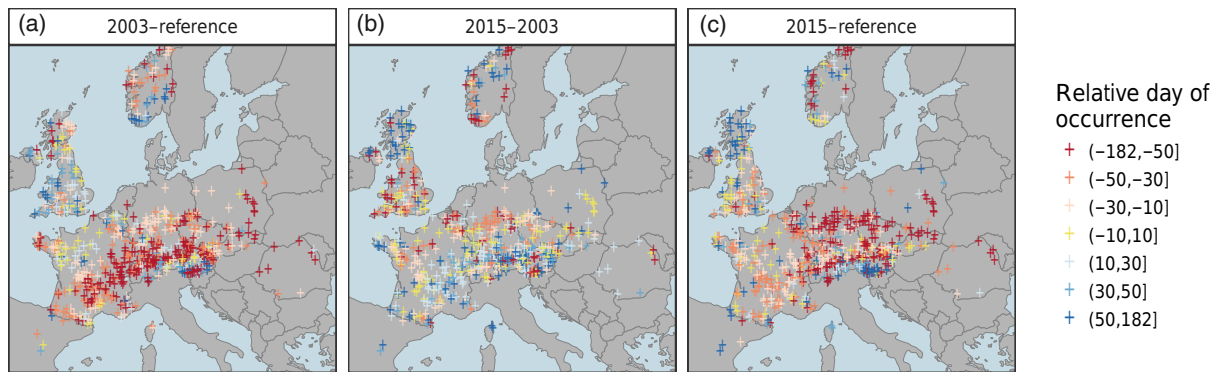 (a) 2003–reference
(b) 2015–2003
(c) 2015–reference
Relative day of
occurrence
(−182,−50]
(−50,−30]
(−30,−10]
(−10,10]
(10,30]
(30,50]
(50,182]